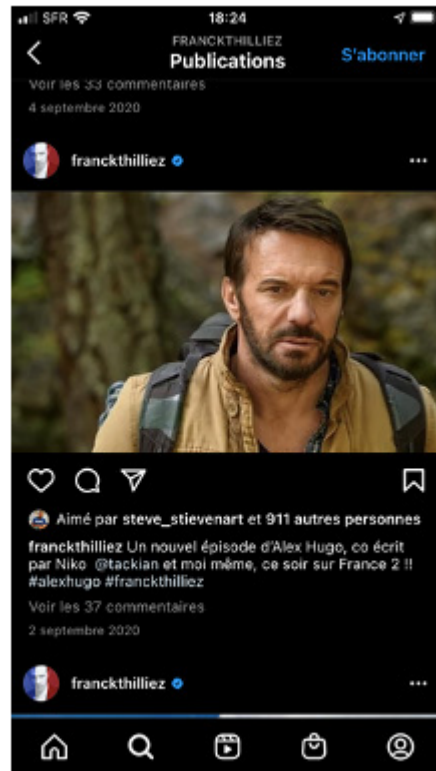 SFR 18:24
FRANCKTHILLIEZ
Publications
S'abonner
Voir les 33 commentaires
4 septembre 2020
franckthilliez
Aimé par steve_stievenart et 911 autres personnes
franckthilliez Un nouvel épisode d'Alex Hugo, co écrit
par Niko @tackian et moi même, ce soir sur France 2 !!
#alexhugo #franckthilliez
Voir les 37 commentaires
2 septembre 2020
franckthilliez